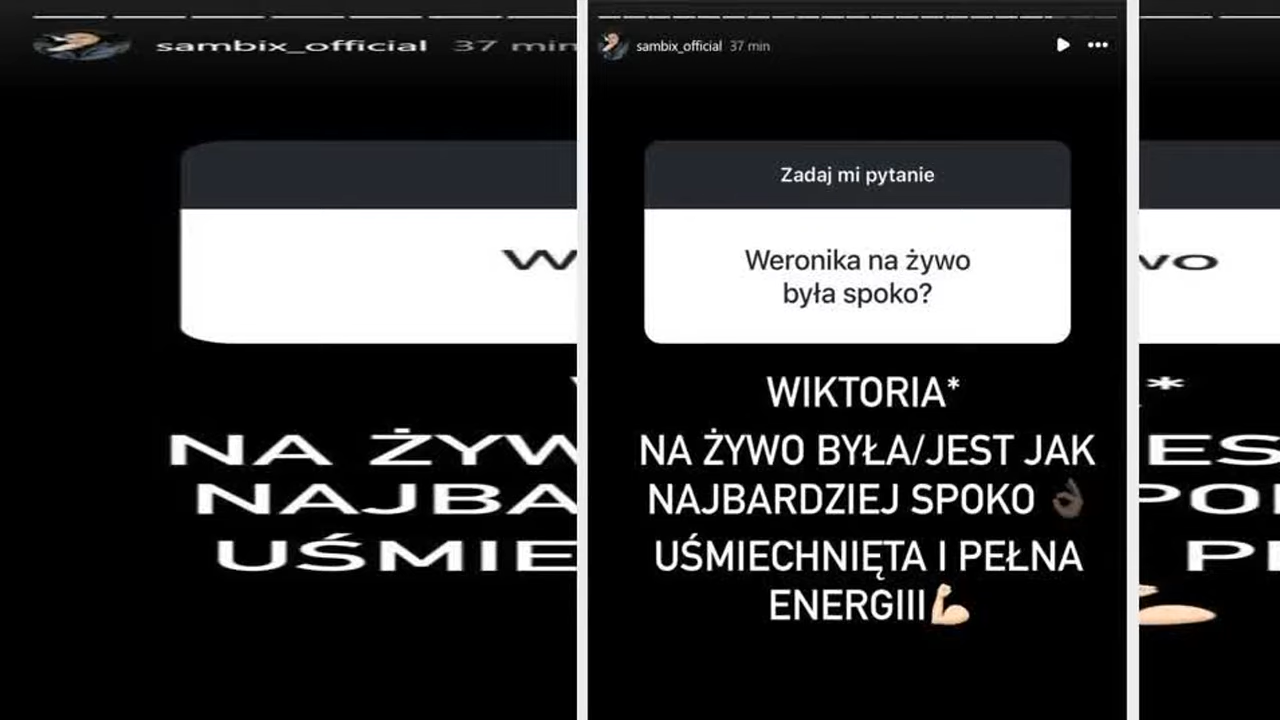 sambix_official 37 min
sambix_official 37 min
Zadaj mi pytanie
Weronika na żywo
była spoko?
WIKTORIA*
NA ŻYWO BYŁA/JEST JAK
NAJBARDZIEJ SPOKO 👌🏿
UŚMIECHNIĘTA I PEŁNA
ENERGIII💪🏻